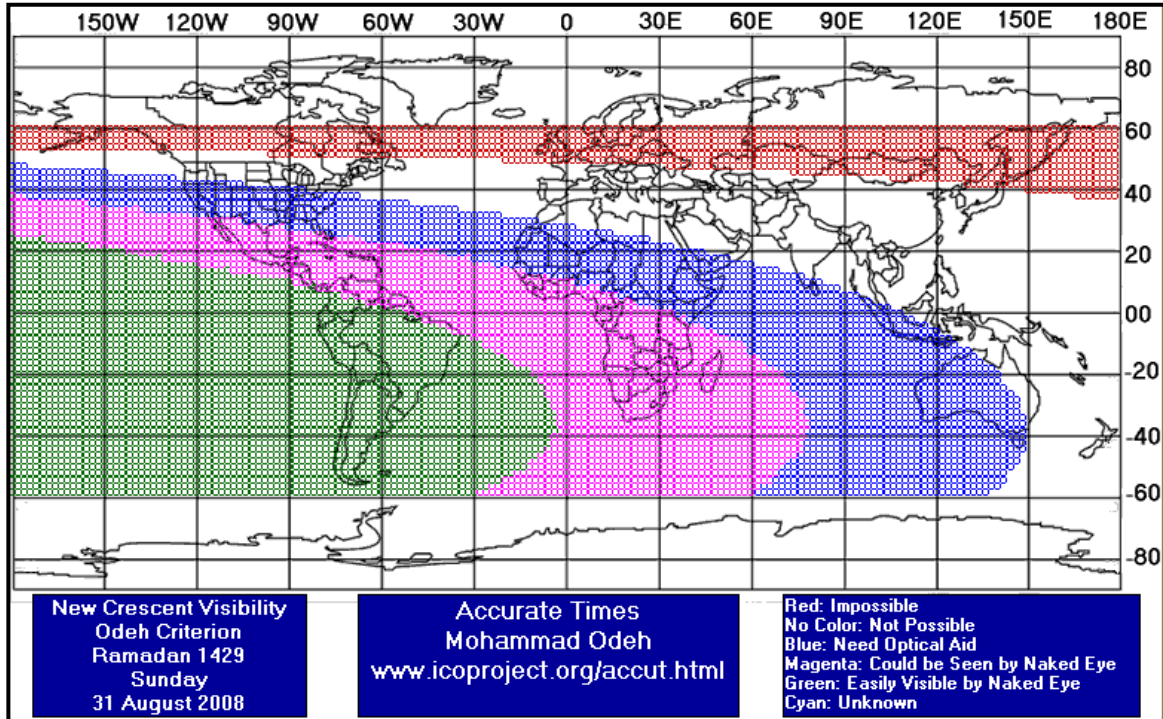 150W 120W 90W 60W 30W 0 30E 60E 90E 120E 150E 180E
80
60
40
20
00
-20
-40
-60
-80
New Crescent Visibility
Odeh Criterion
Ramadan 1429
Sunday
31 August 2008
Accurate Times
Mohammad Odeh
www.icoproject.org/accut.html
Red: Impossible
No Color: Not Possible
Blue: Need Optical Aid
Magenta: Could be Seen by Naked Eye
Green: Easily Visible by Naked Eye
Cyan: Unknown